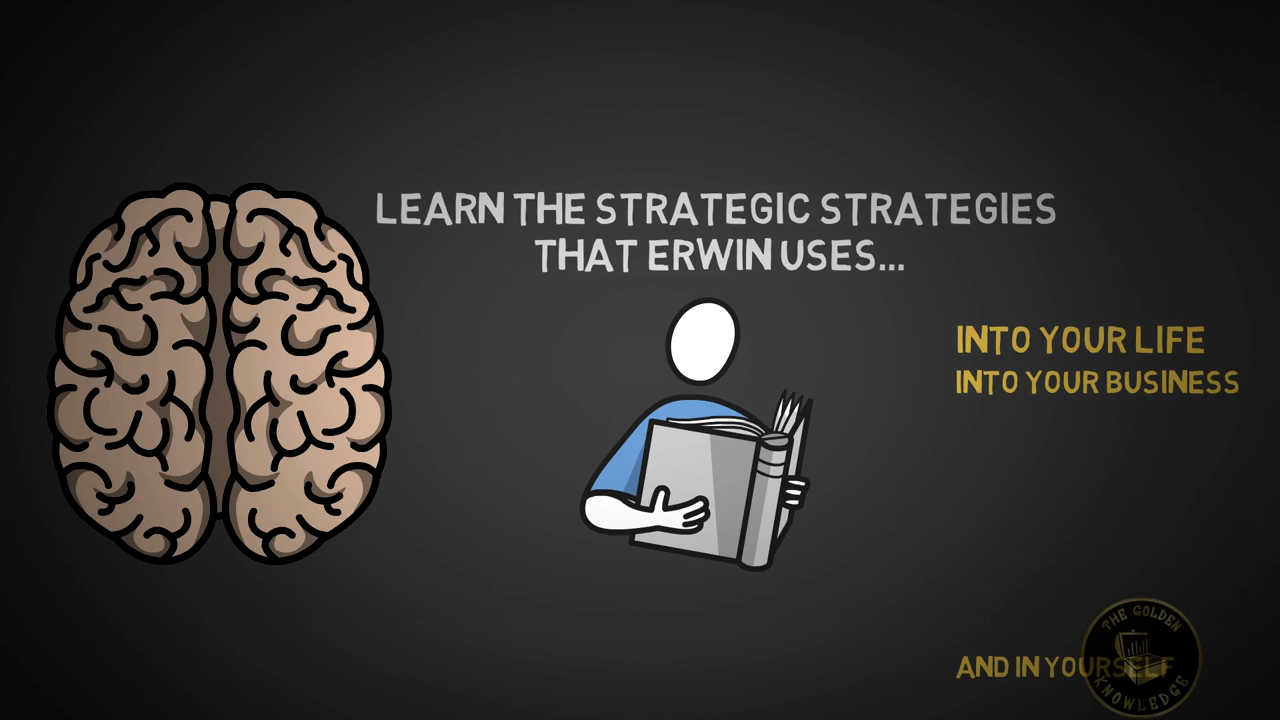 LEARN THE STRATEGIC STRATEGIES
THAT ERWIN USES...
INTO YOUR LIFE
INTO YOUR BUSINESS
AND IN YOURSELF
THE GOLDEN
KNOWLEDGE